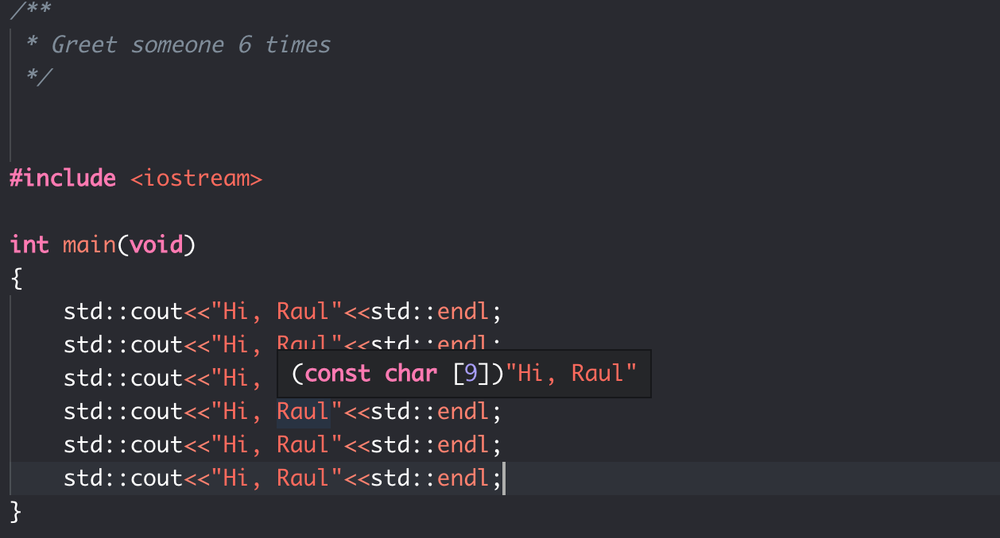 /**
 * Greet someone 6 times
 */
#include <iostream>
int main(void)
{
    std::cout<<"Hi, Raul"<<std::endl;
    std::cout<<"Hi, Raul"<<std::endl;
    std::cout<<"Hi,
(const char [9])"Hi, Raul"
    std::cout<<"Hi, Raul"<<std::endl;
    std::cout<<"Hi, Raul"<<std::endl;
    std::cout<<"Hi, Raul"<<std::endl;
}